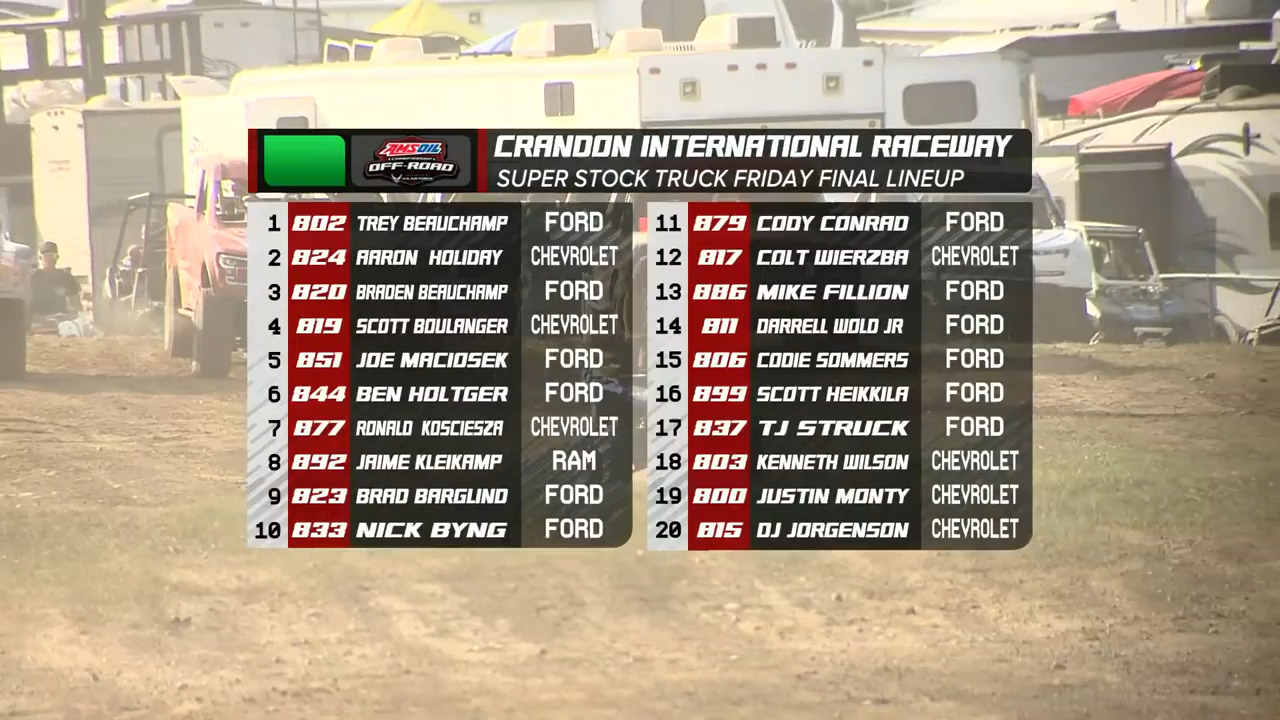 AMSOIL
CHAMPIONSHIP
OFF-ROAD
CRANDON INTERNATIONAL RACEWAY
SUPER STOCK TRUCK FRIDAY FINAL LINEUP
1 802 TREY BEAUCHAMP FORD
2 824 AARON HOLIDAY CHEVROLET
3 820 BRADEN BEAUCHAMP FORD
4 819 SCOTT BOULANGER CHEVROLET
5 851 JOE MACIOSEK FORD
6 844 BEN HOLTGER FORD
7 877 RONALD KOSCIESZA CHEVROLET
8 892 JAIME KLEIKAMP RAM
9 823 BRAD BARGLIND FORD
10 833 NICK BYNG FORD
11 879 CODY CONRAD FORD
12 817 COLT WIERZBA CHEVROLET
13 886 MIKE FILLION FORD
14 811 DARRELL WOLD JR FORD
15 806 CODIE SOMMERS FORD
16 899 SCOTT HEIKKILA FORD
17 837 TJ STRUCK FORD
18 803 KENNETH WILSON CHEVROLET
19 800 JUSTIN MONTY CHEVROLET
20 815 DJ JORGENSON CHEVROLET